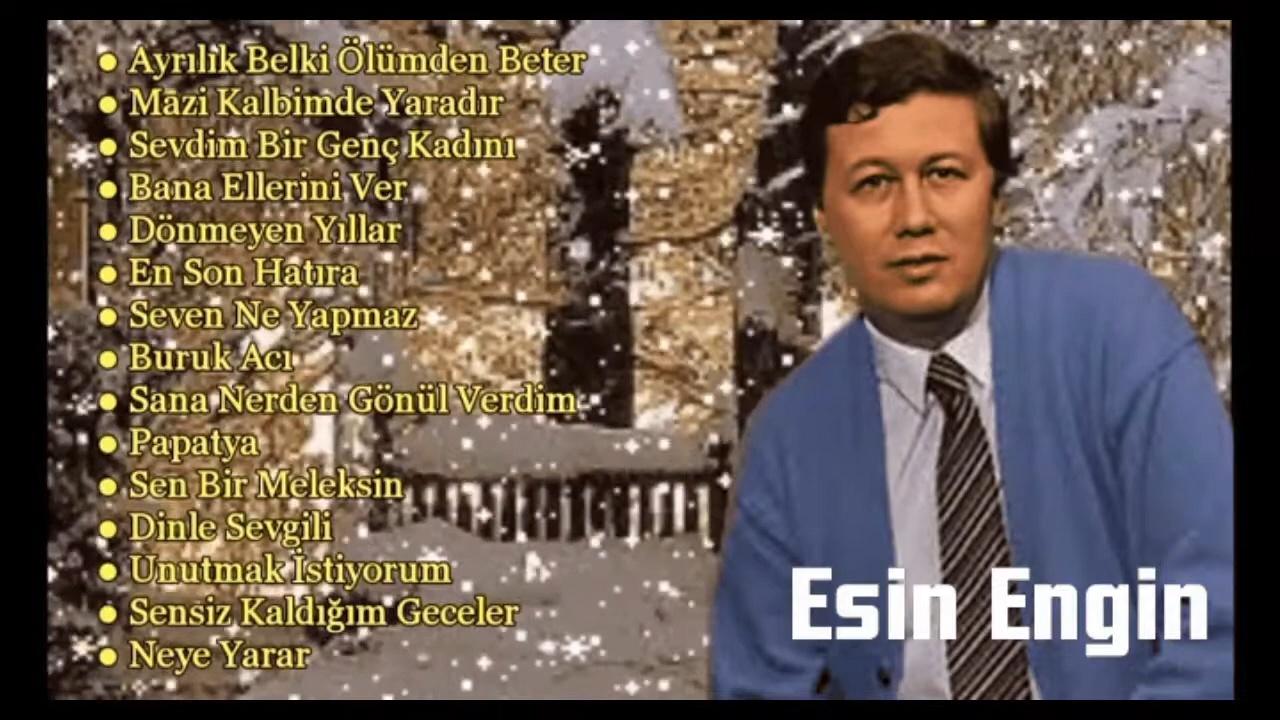 • Ayrılık Belki Ölümden Beter
• Māzi Kalbimde Yaradır
• Sevdim Bir Genç Kadını
• Bana Ellerini Ver
• Dönmeyen Yıllar
• En Son Hatıra
• Seven Ne Yapmaz
• Buruk Acı
• Sana Nerden Gönül Verdim
• Papatya
• Sen Bir Meleksin
• Dinle Sevgili
• Unutmak İstiyorum
• Sensiz Kaldığım Geceler
• Neye Yarar
Esin Engin